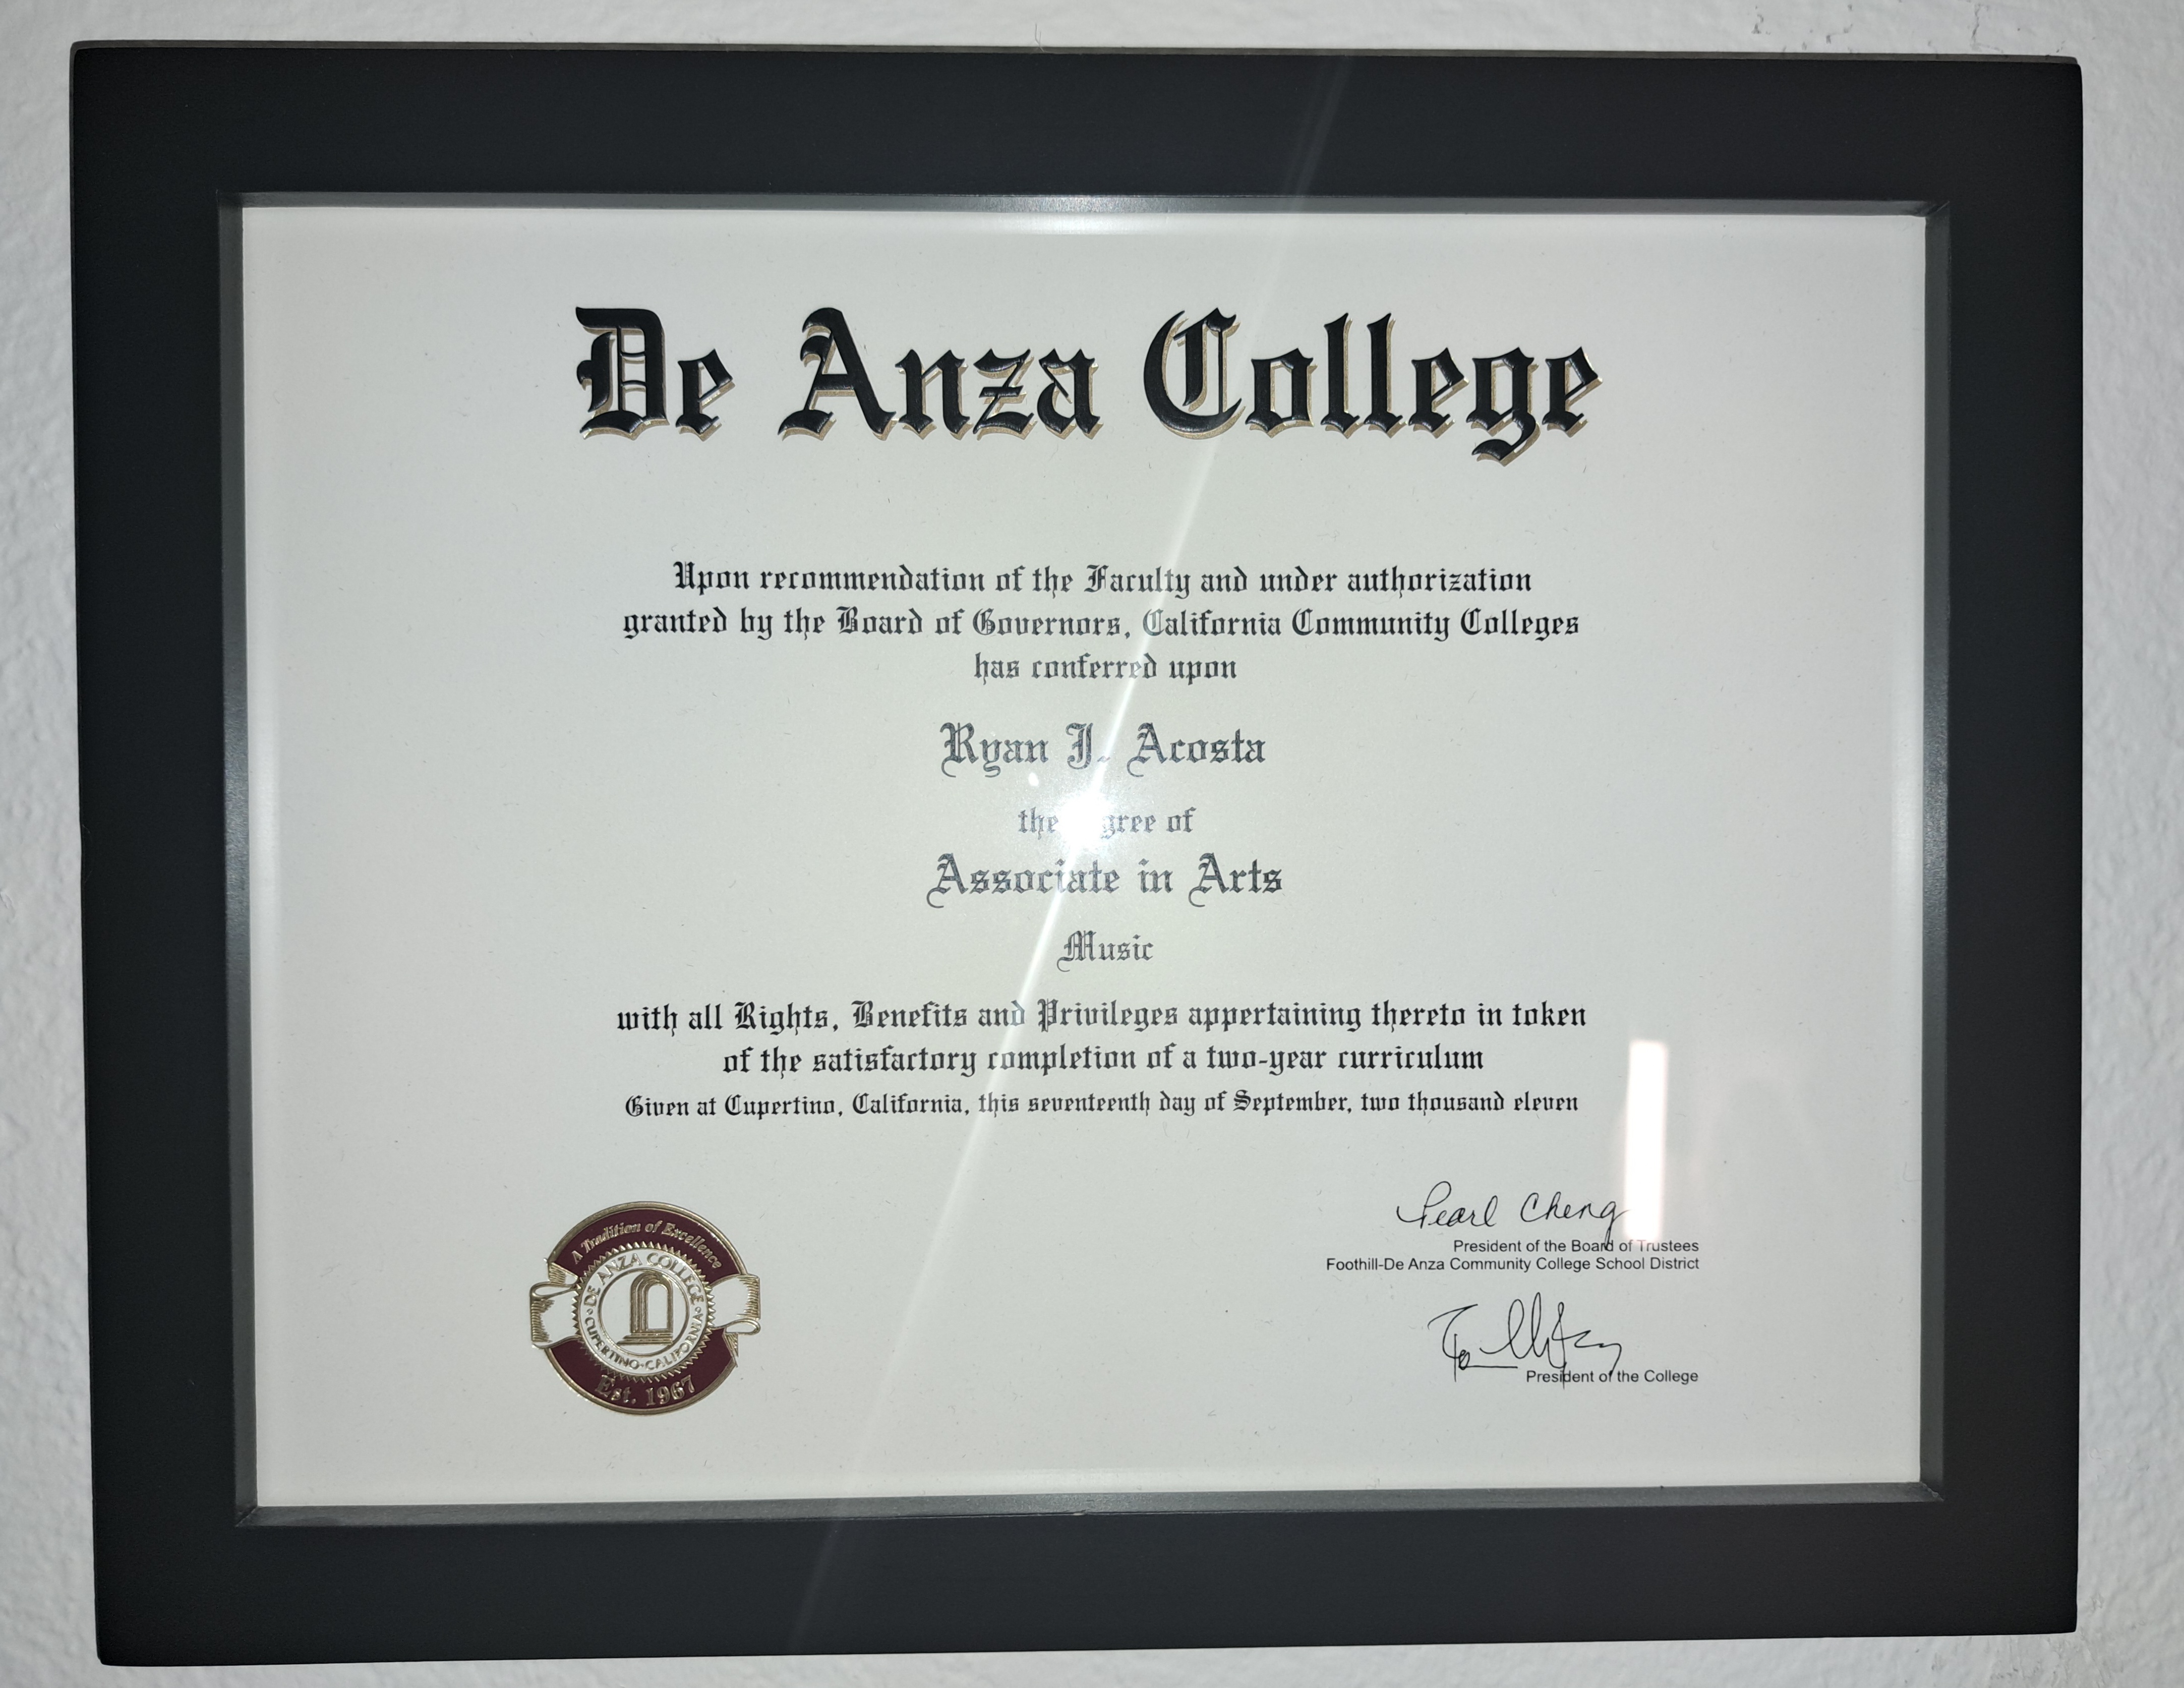 De Anza College
Upon recommendation of the Faculty and under authorization
granted by the Board of Governors, California Community Colleges
has conferred upon
Ryan J. Acosta
the gree of
Associate in Arts
Music
with all Rights, Benefits and Privileges appertaining thereto in token
of the satisfactory completion of a two-year curriculum
Given at Cupertino, California, this seventeenth day of September, two thousand eleven
A Tradition of Excellence
DE ANZA COLLEGE
CUPERTINO·CALIFORNIA
Est. 1967
Pearl Cheng
President of the Board of Trustees
Foothill-De Anza Community College School District
President of the College